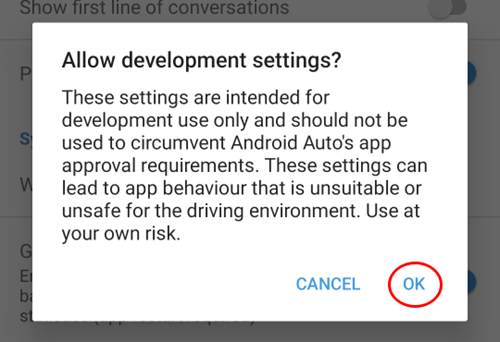 Show first line of conversations
Allow development settings?
These settings are intended for
development use only and should not be
used to circumvent Android Auto's app
approval requirements. These settings can
lead to app behaviour that is unsuitable or
unsafe for the driving environment. Use at
your own risk.
CANCEL OK